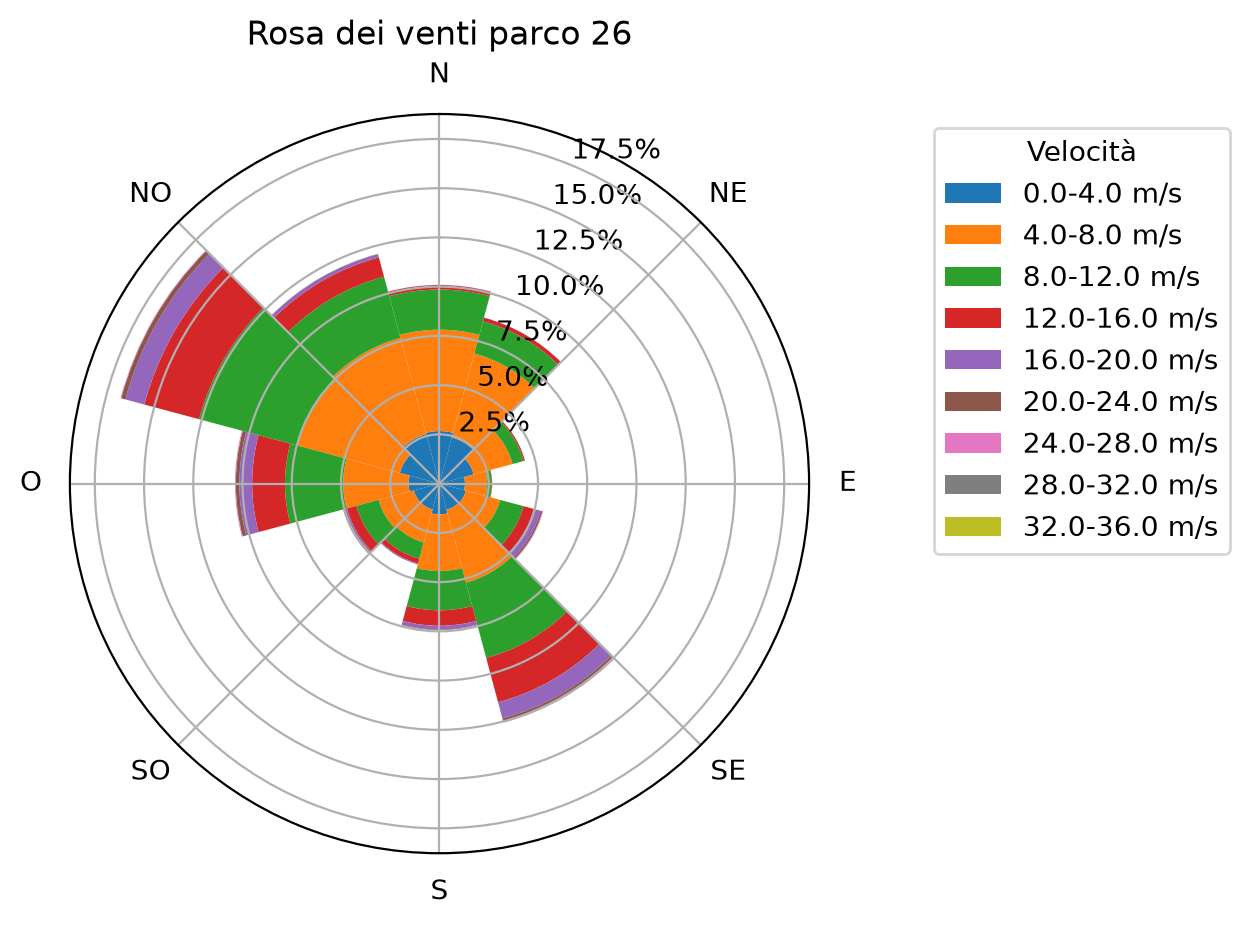 Rosa dei venti parco 26
N
NO
NE
O
E
SO
SE
S
17.5%
15.0%
12.5%
10.0%
7.5%
5.0%
2.5%
Velocità
0.0-4.0 m/s
4.0-8.0 m/s
8.0-12.0 m/s
12.0-16.0 m/s
16.0-20.0 m/s
20.0-24.0 m/s
24.0-28.0 m/s
28.0-32.0 m/s
32.0-36.0 m/s